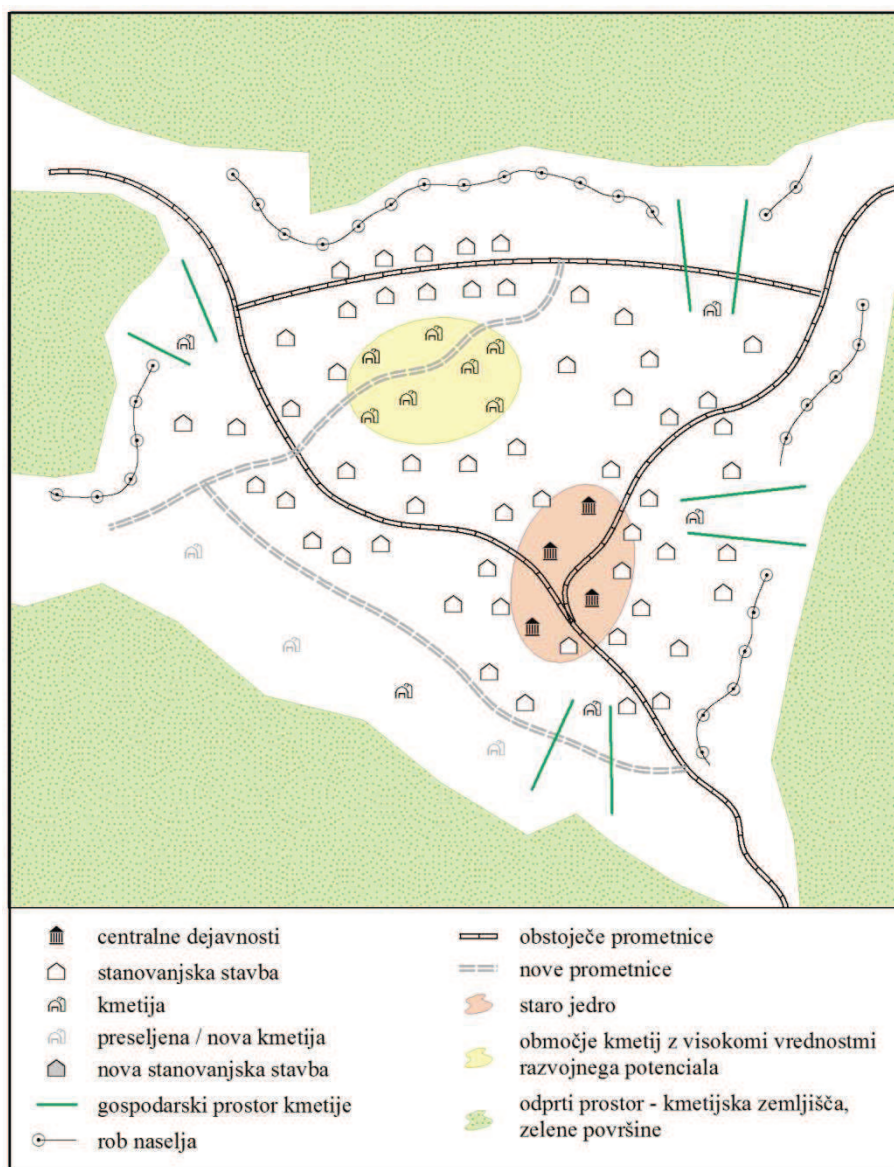 centralne dejavnosti
stanovanjska stavba
kmetija
preseljena / nova kmetija
nova stanovanjska stavba
gospodarski prostor kmetije
rob naselja
obstoječe prometnice
nove prometnice
staro jedro
območje kmetij z visokomi vrednostmi
razvojnega potenciala
odprti prostor - kmetijska zemljišča,
zelene površine